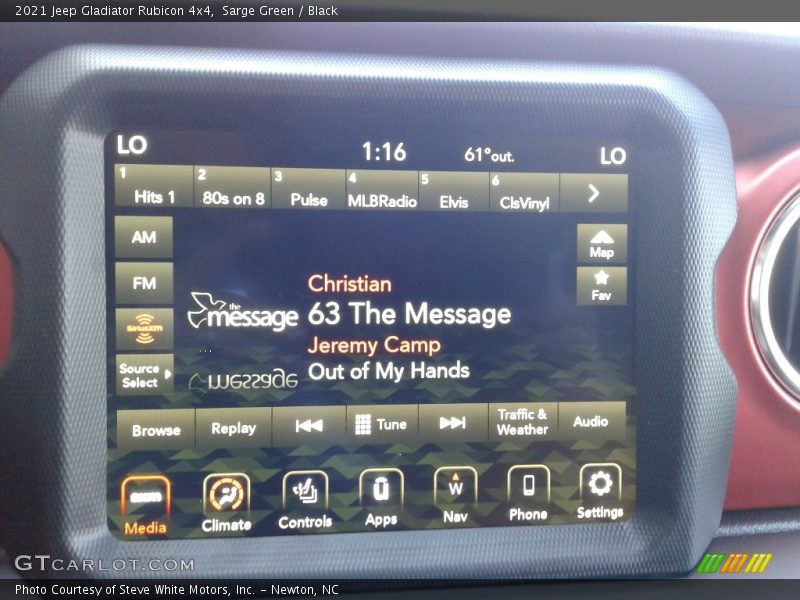 2021 Jeep Gladiator Rubicon 4x4, Sarge Green / Black
LO 1:16 61°out. LO
1 Hits 1 2 80s on 8 3 Pulse 4 MLBRadio 5 Elvis 6 ClsVinyl
AM Map
FM Fav
SiriusXM
Source Select
the message
Christian
63 The Message
Jeremy Camp
Out of My Hands
message
Browse Replay Tune Traffic & Weather Audio
Media Climate Controls Apps Nav Phone Settings
W
GTCARLOT.COM
Photo Courtesy of Steve White Motors, Inc. – Newton, NC